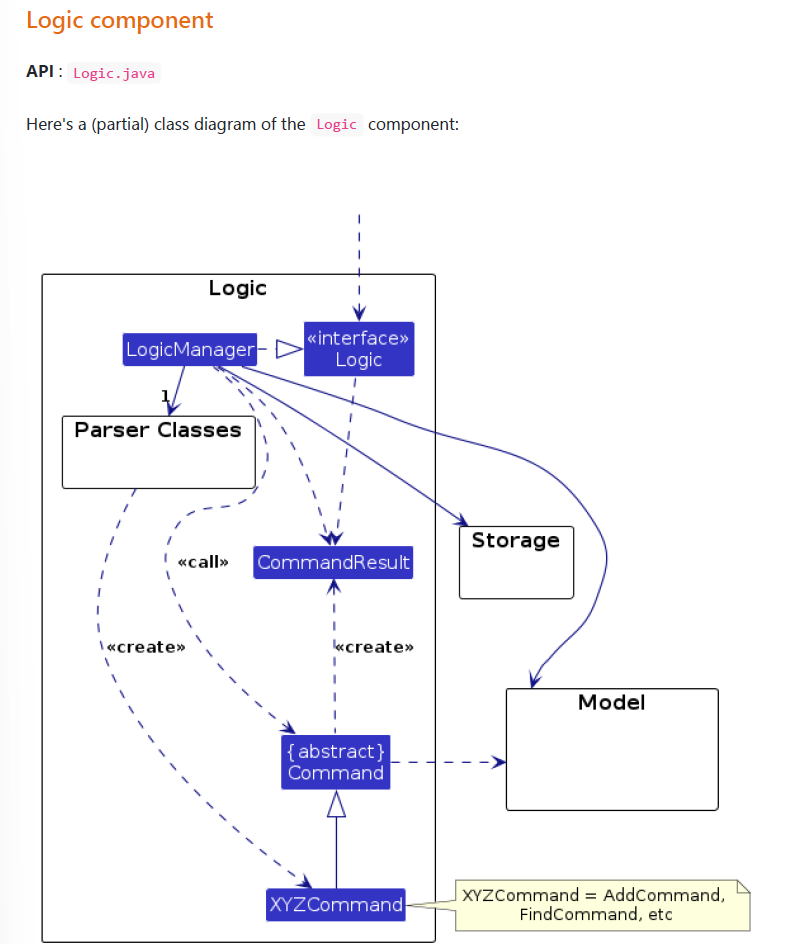 Logic component
API : Logic.java
Here's a (partial) class diagram of the Logic component:
Logic
«interface»
Logic
LogicManager
1
Parser Classes
Storage
«call»
CommandResult
«create»
«create»
Model
{abstract}
Command
XYZCommand
XYZCommand = AddCommand,
FindCommand, etc